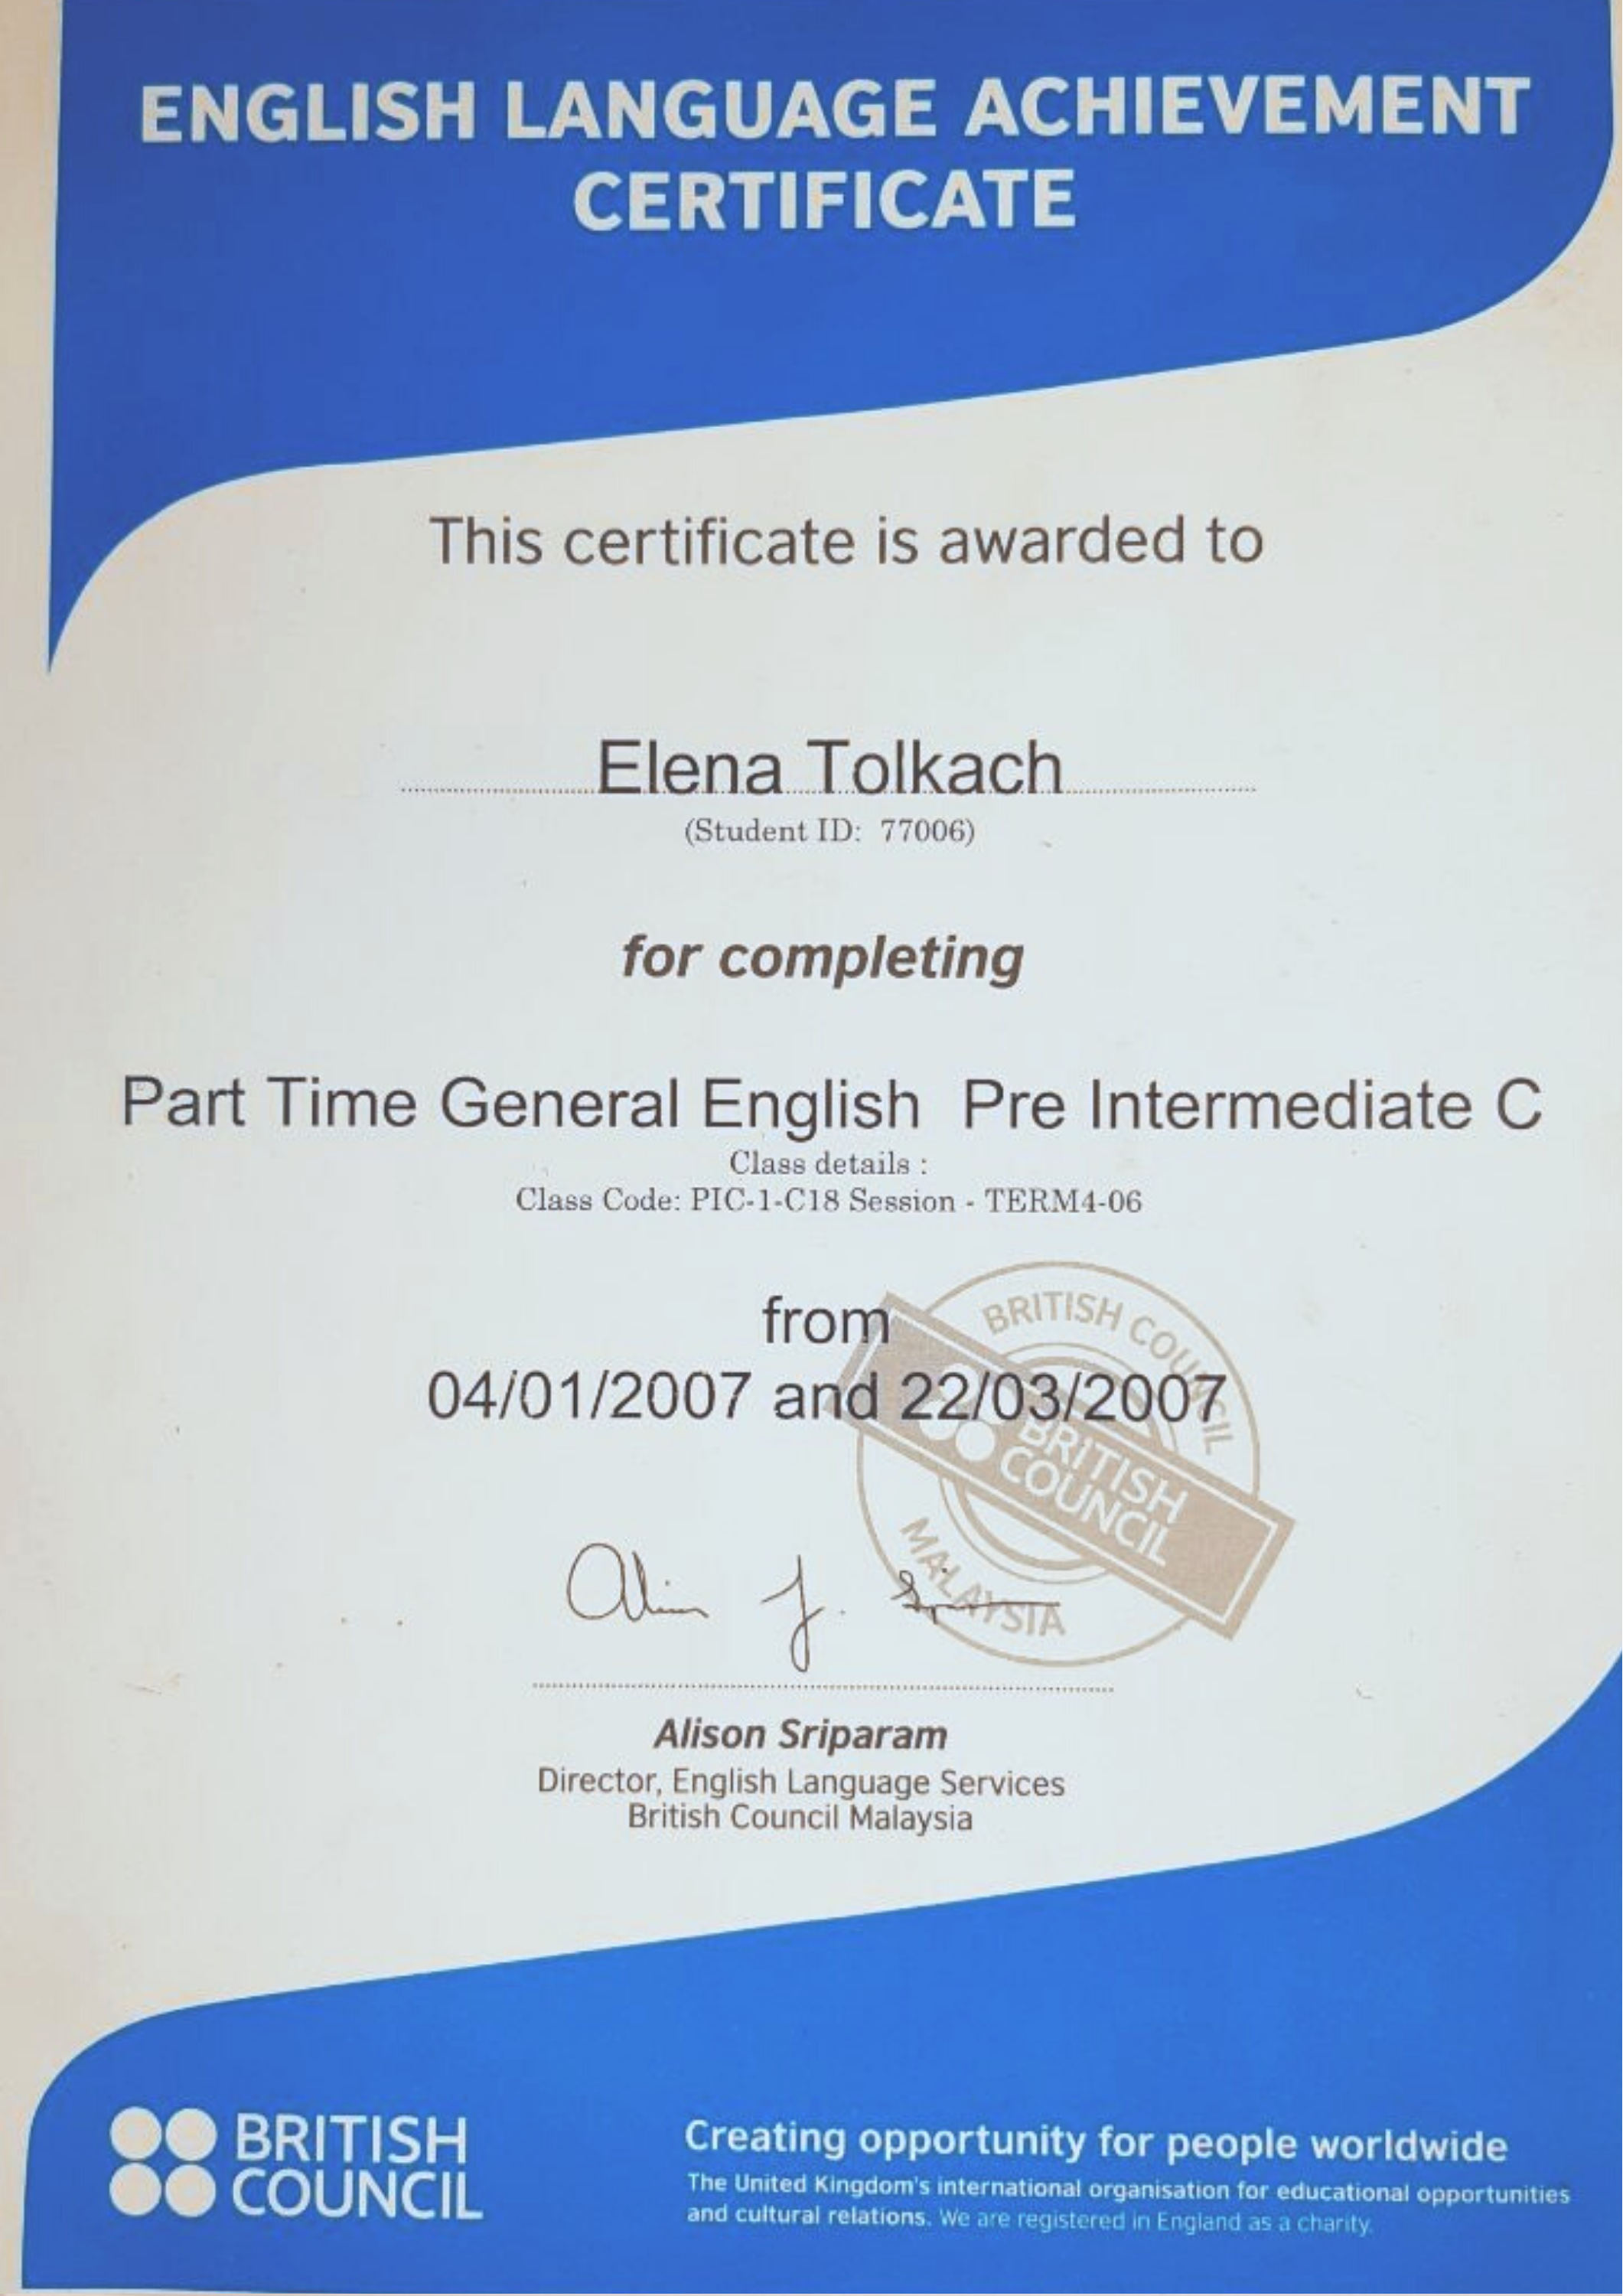 ENGLISH LANGUAGE ACHIEVEMENT
CERTIFICATE
This certificate is awarded to
Elena Tolkach
(Student ID: 77006)
for completing
Part Time General English Pre Intermediate C
Class details :
Class Code: PIC-1-C18 Session - TERM4-06
from
04/01/2007 and 22/03/2007
BRITISH COUNCIL
BRITISH
COUNCIL
MALAYSIA
Alison Sriparam
Director, English Language Services
British Council Malaysia
BRITISH
COUNCIL
Creating opportunity for people worldwide
The United Kingdom's international organisation for educational opportunities
and cultural relations. We are registered in England as a charity.